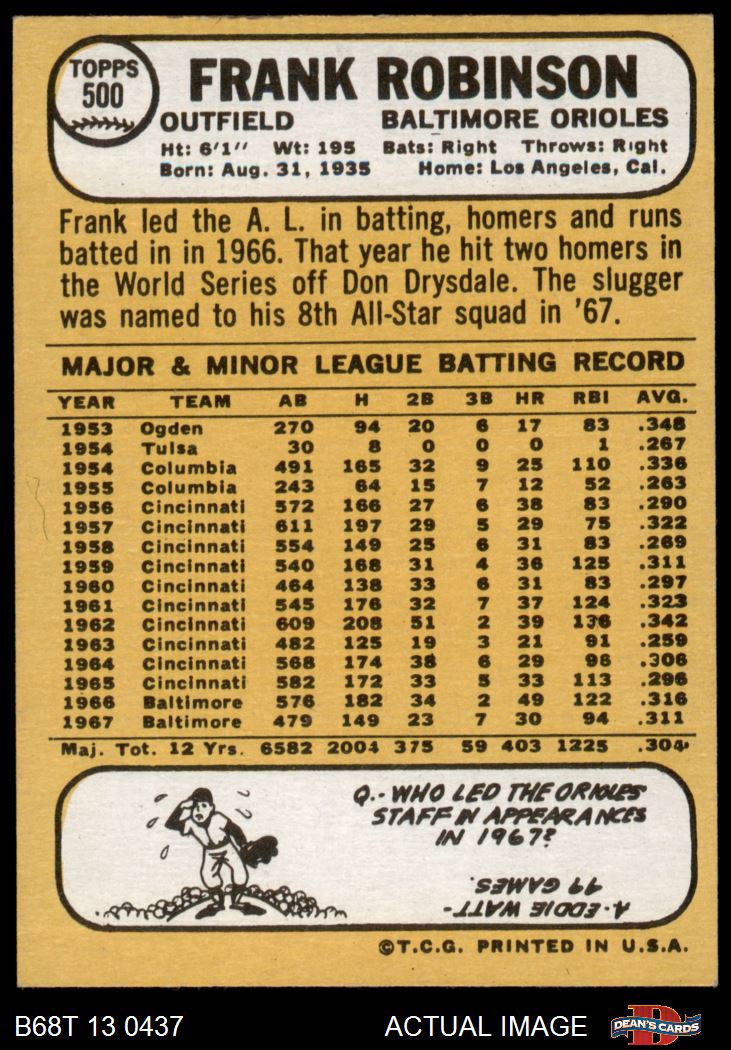 TOPPS
500
FRANK ROBINSON
OUTFIELD BALTIMORE ORIOLES
Ht: 6'1" Wt: 195 Bats: Right Throws: Right
Born: Aug. 31, 1935 Home: Los Angeles, Cal.
Frank led the A. L. in batting, homers and runs
batted in in 1966. That year he hit two homers in
the World Series off Don Drysdale. The slugger
was named to his 8th All-Star squad in '67.
MAJOR & MINOR LEAGUE BATTING RECORD
YEAR TEAM AB H 2B 3B HR RBI AVG.
1953 Ogden 270 94 20 6 17 83 .348
1954 Tulsa 30 8 0 0 0 1 .267
1954 Columbia 491 165 32 9 25 110 .336
1955 Columbia 243 64 15 7 12 52 .263
1956 Cincinnati 572 166 27 6 38 83 .290
1957 Cincinnati 611 197 29 5 29 75 .322
1958 Cincinnati 554 149 25 6 31 83 .269
1959 Cincinnati 540 168 31 4 36 125 .311
1960 Cincinnati 464 138 33 6 31 83 .297
1961 Cincinnati 545 176 32 7 37 124 .323
1962 Cincinnati 609 208 51 2 39 136 .342
1963 Cincinnati 482 125 19 3 21 91 .259
1964 Cincinnati 568 174 38 6 29 96 .306
1965 Cincinnati 582 172 33 5 33 113 .296
1966 Baltimore 576 182 34 2 49 122 .316
1967 Baltimore 479 149 23 7 30 94 .311
Maj. Tot. 12 Yrs. 6582 2004 375 59 403 1225 .304
Q.- WHO LED THE ORIOLES'
STAFF IN APPEARANCES
IN 1967?
A.- EDDIE WATT-
49 GAMES.
©T.C.G. PRINTED IN U.S.A.
B68T 13 0437 ACTUAL IMAGE DEAN'S CARDS